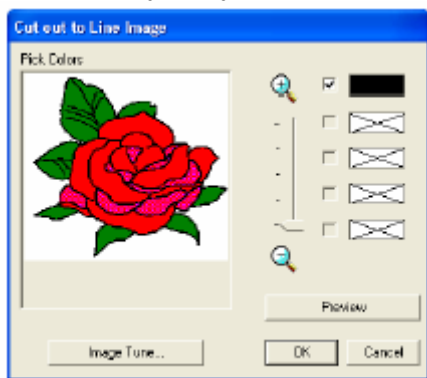 Cut out to Line Image
Pick Colors
Preview
Image Tune...
OK
Cancel